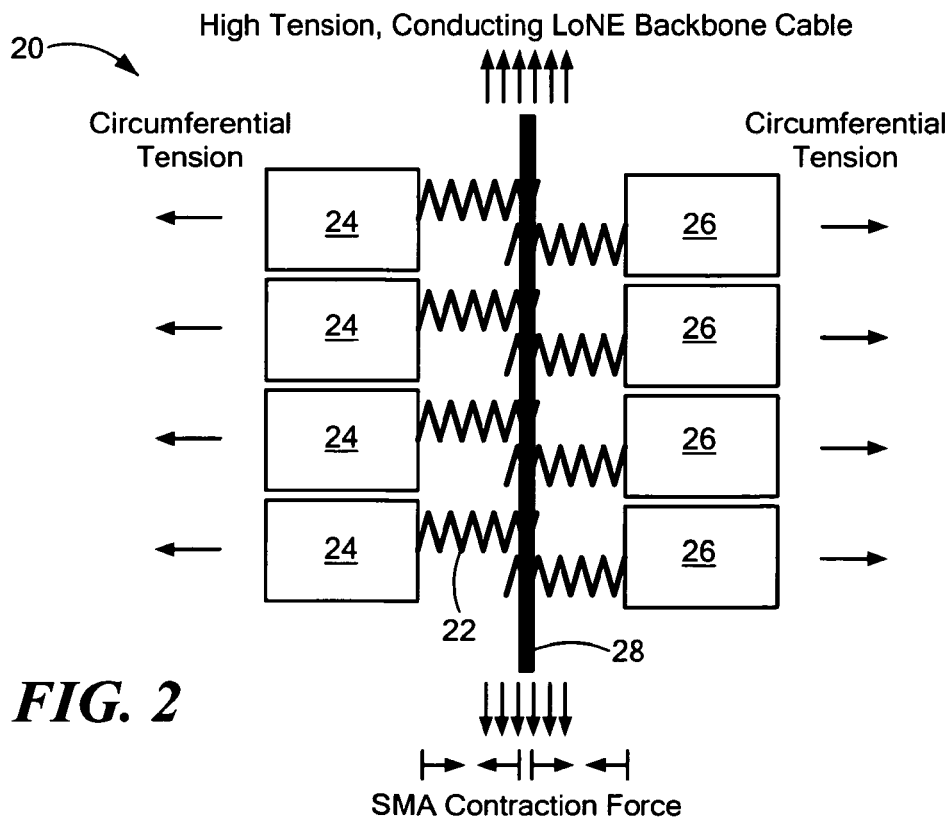 High Tension, Conducting LoNE Backbone Cable
20
Circumferential
Tension
Circumferential
Tension
24
26
24
26
24
26
24
26
22
28
FIG. 2
SMA Contraction Force